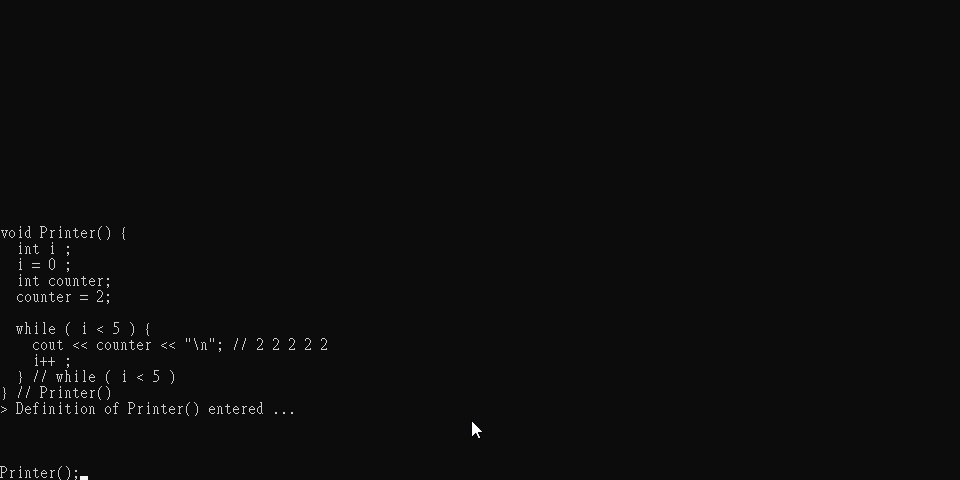 void Printer() {
  int i ;
  i = 0 ;
  int counter;
  counter = 2;

  while ( i < 5 ) {
    cout << counter << "\n"; // 2 2 2 2 2
    i++ ;
  } // while ( i < 5 )
} // Printer()
> Definition of Printer() entered ...

Printer();